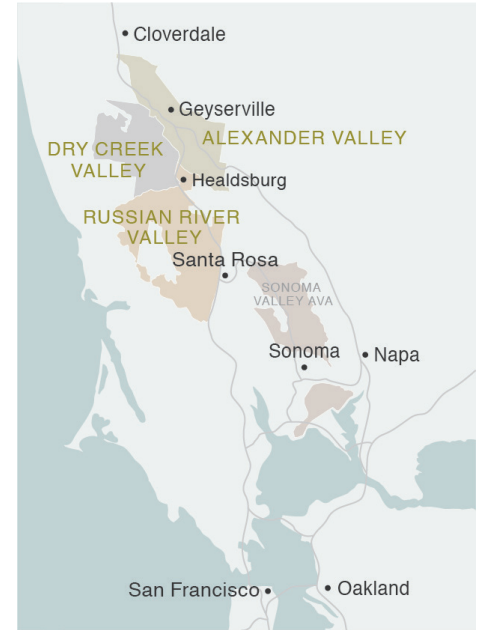 Cloverdale
Geyserville
ALEXANDER VALLEY
DRY CREEK
VALLEY
Healdsburg
RUSSIAN RIVER
VALLEY
Santa Rosa
SONOMA
VALLEY AVA
Sonoma
Napa
San Francisco
Oakland